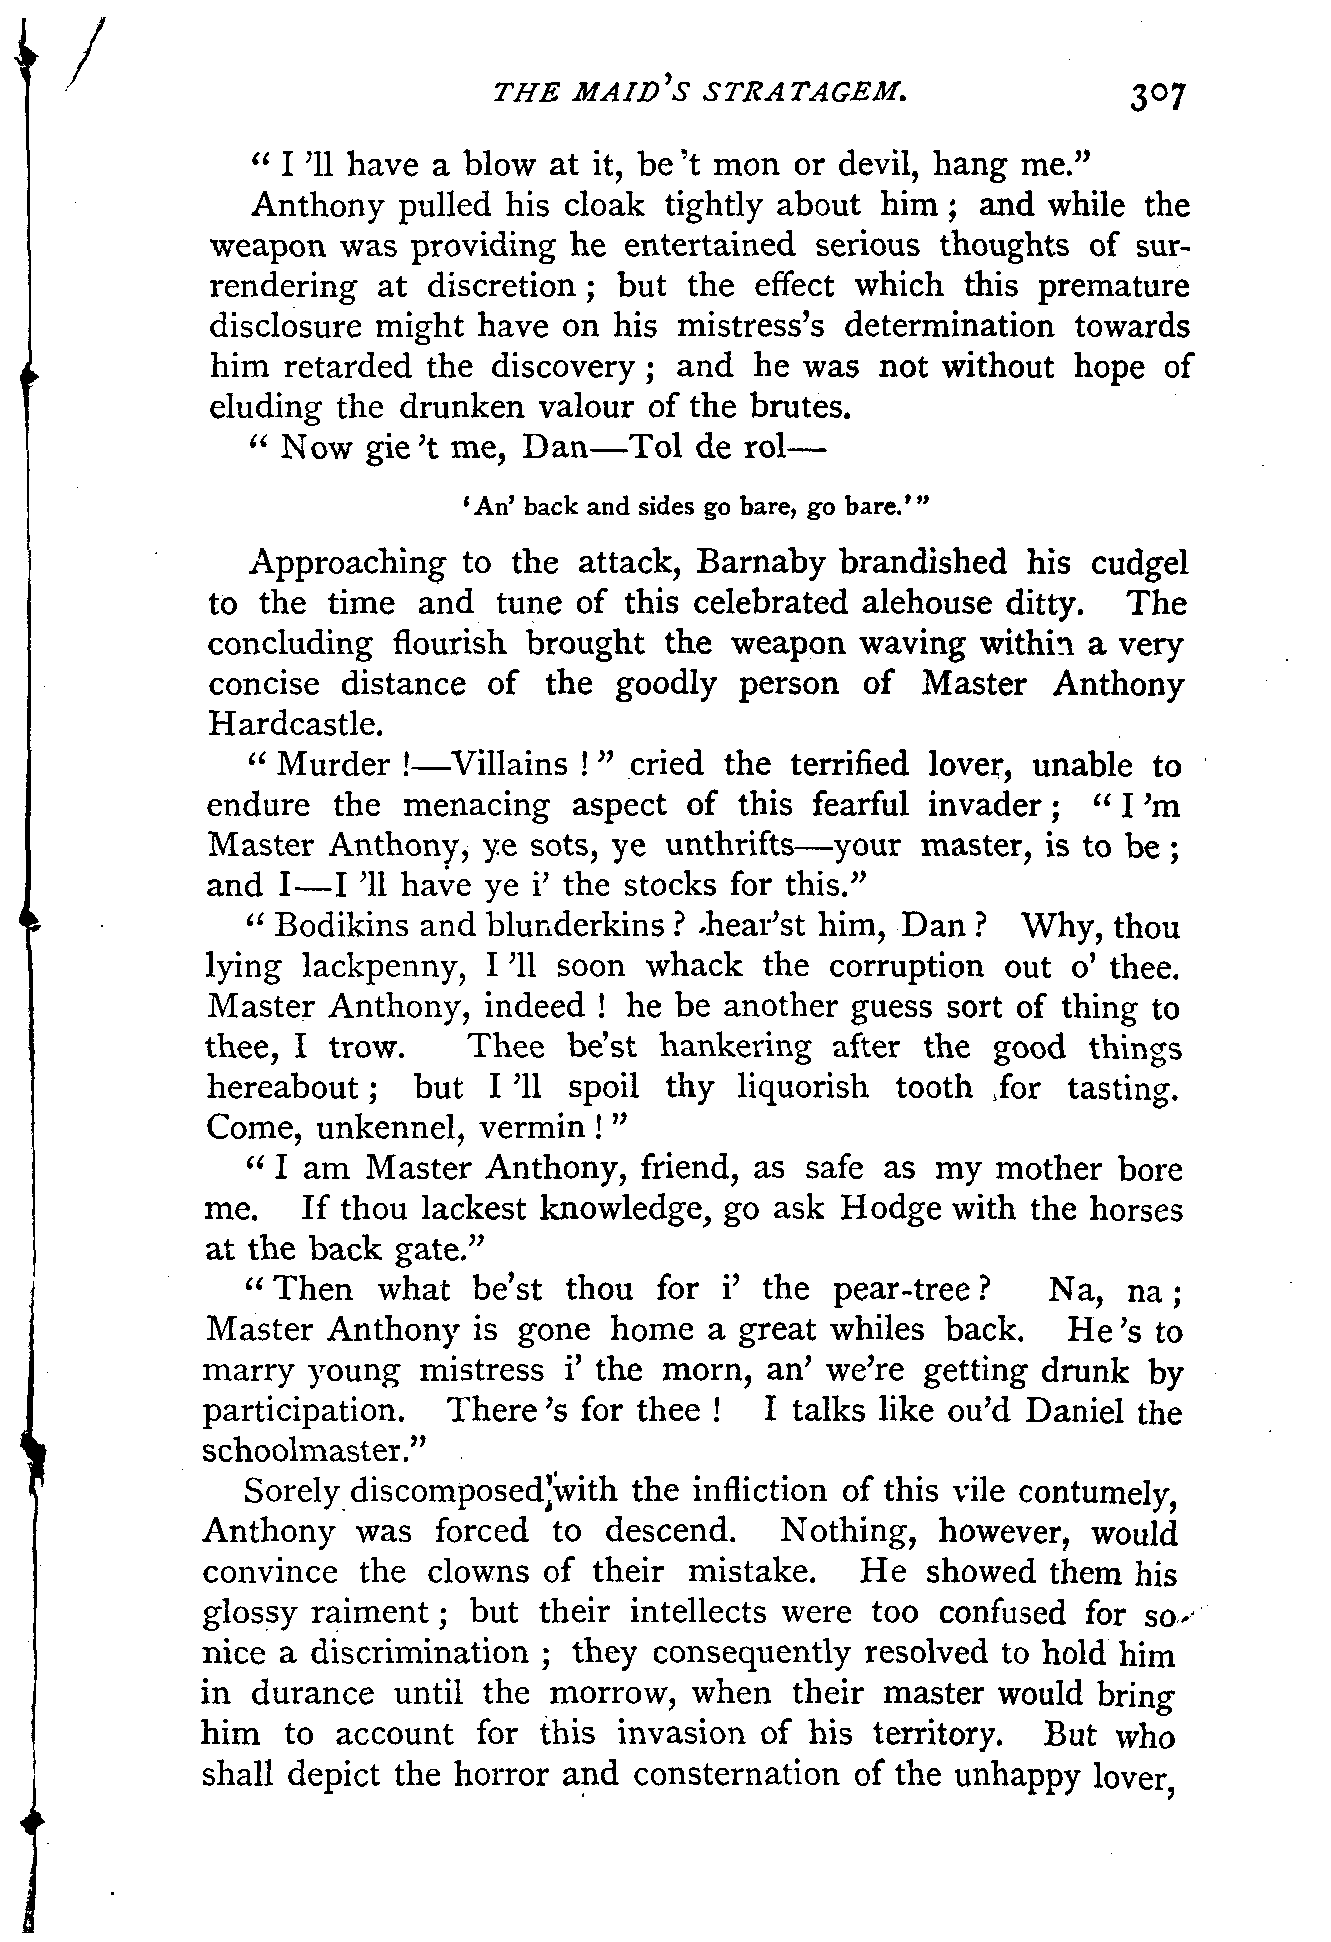 THE MAID'S STRATAGEM. 307
" I 'll have a blow at it, be 't mon or devil, hang me."
Anthony pulled his cloak tightly about him ; and while the
weapon was providing he entertained serious thoughts of sur-
rendering at discretion ; but the effect which this premature
disclosure might have on his mistress's determination towards
him retarded the discovery ; and he was not without hope of
eluding the drunken valour of the brutes.
" Now gie 't me, Dan—Tol de rol—
'An' back and sides go bare, go bare.'"
Approaching to the attack, Barnaby brandished his cudgel
to the time and tune of this celebrated alehouse ditty. The
concluding flourish brought the weapon waving within a very
concise distance of the goodly person of Master Anthony
Hardcastle.
" Murder !—Villains ! " cried the terrified lover, unable to
endure the menacing aspect of this fearful invader ; " I 'm
Master Anthony, ye sots, ye unthrifts—your master, is to be ;
and I—I 'll have ye i' the stocks for this."
" Bodikins and blunderkins ? hear'st him, Dan ? Why, thou
lying lackpenny, I 'll soon whack the corruption out o' thee.
Master Anthony, indeed ! he be another guess sort of thing to
thee, I trow. Thee be'st hankering after the good things
hereabout ; but I 'll spoil thy liquorish tooth for tasting.
Come, unkennel, vermin ! "
" I am Master Anthony, friend, as safe as my mother bore
me. If thou lackest knowledge, go ask Hodge with the horses
at the back gate."
" Then what be'st thou for i' the pear-tree ? Na, na ;
Master Anthony is gone home a great whiles back. He 's to
marry young mistress i' the morn, an' we're getting drunk by
participation. There 's for thee ! I talks like ou'd Daniel the
schoolmaster."
Sorely discomposed with the infliction of this vile contumely,
Anthony was forced to descend. Nothing, however, would
convince the clowns of their mistake. He showed them his
glossy raiment ; but their intellects were too confused for so
nice a discrimination ; they consequently resolved to hold him
in durance until the morrow, when their master would bring
him to account for this invasion of his territory. But who
shall depict the horror and consternation of the unhappy lover,